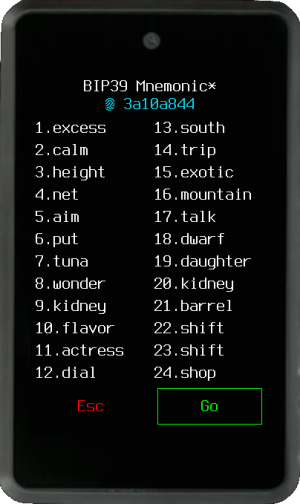 BIP39 Mnemonic*
3a10a844
1.excess 13.south
2.calm 14.trip
3.height 15.exotic
4.net 16.mountain
5.aim 17.talk
6.put 18.dwarf
7.tuna 19.daughter
8.wonder 20.kidney
9.kidney 21.barrel
10.flavor 22.shift
11.actress 23.shift
12.dial 24.shop
Esc Go